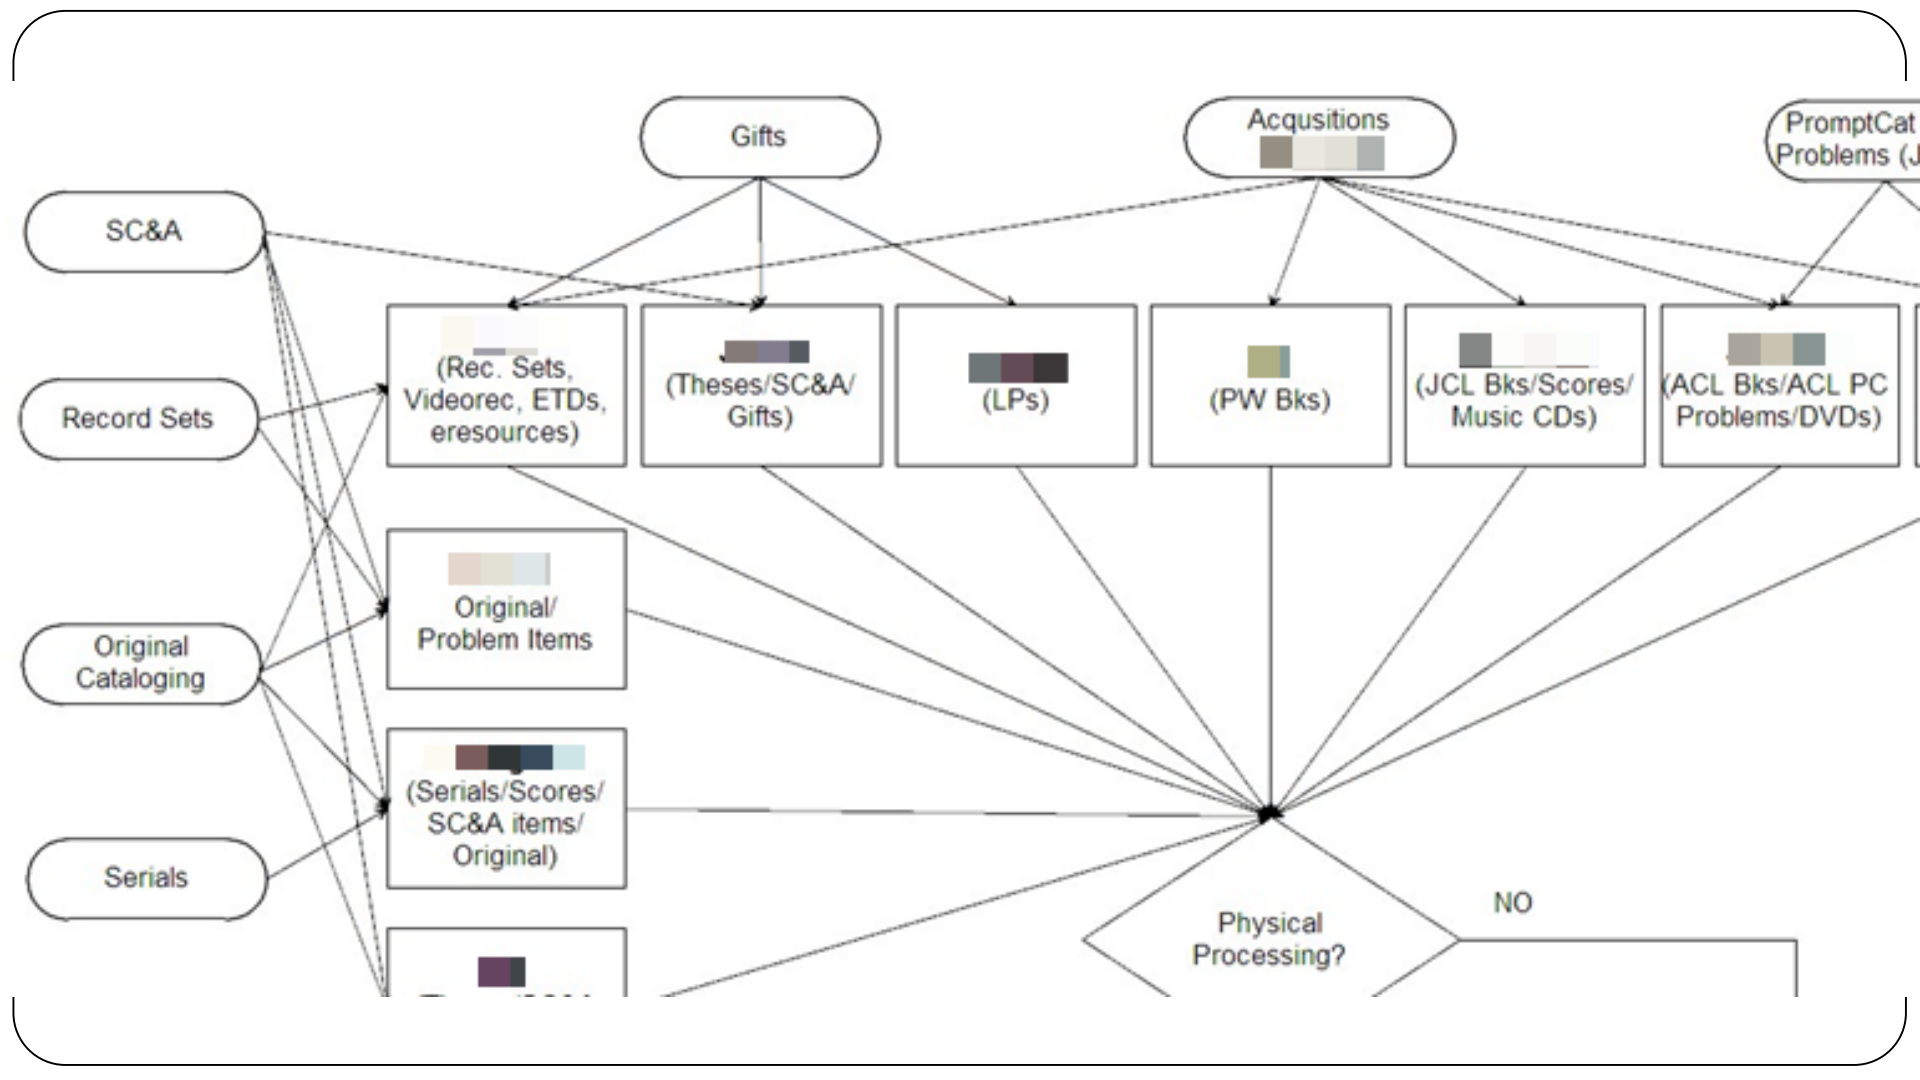 Gifts
Acqusitions
PromptCat
Problems (J
SC&A
(Rec. Sets,
Videorec, ETDs,
eresources)
(Theses/SC&A/
Gifts)
(LPs)
(PW Bks)
(JCL Bks/Scores/
Music CDs)
(ACL Bks/ACL PC
Problems/DVDs)
Record Sets
Original/
Problem Items
Original
Cataloging
(Serials/Scores/
SC&A items/
Original)
Serials
NO
Physical
Processing?